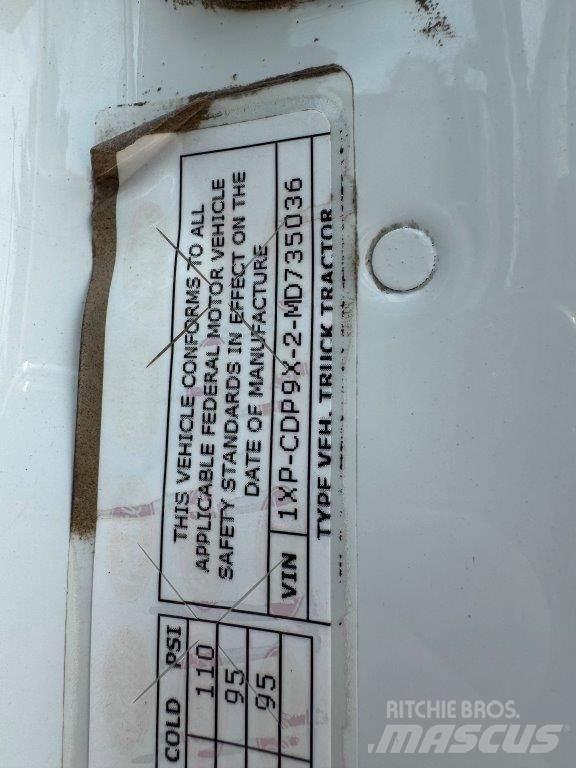 THIS VEHICLE CONFORMS TO ALL
APPLICABLE FEDERAL MOTOR VEHICLE
SAFETY STANDARDS IN EFFECT ON THE
DATE OF MANUFACTURE
VIN 1XP-CDP9X-2-MD735036
TYPE VEH. TRUCK TRACTOR
COLD PSI
110
95
95
RITCHIE BROS.
MASCUS